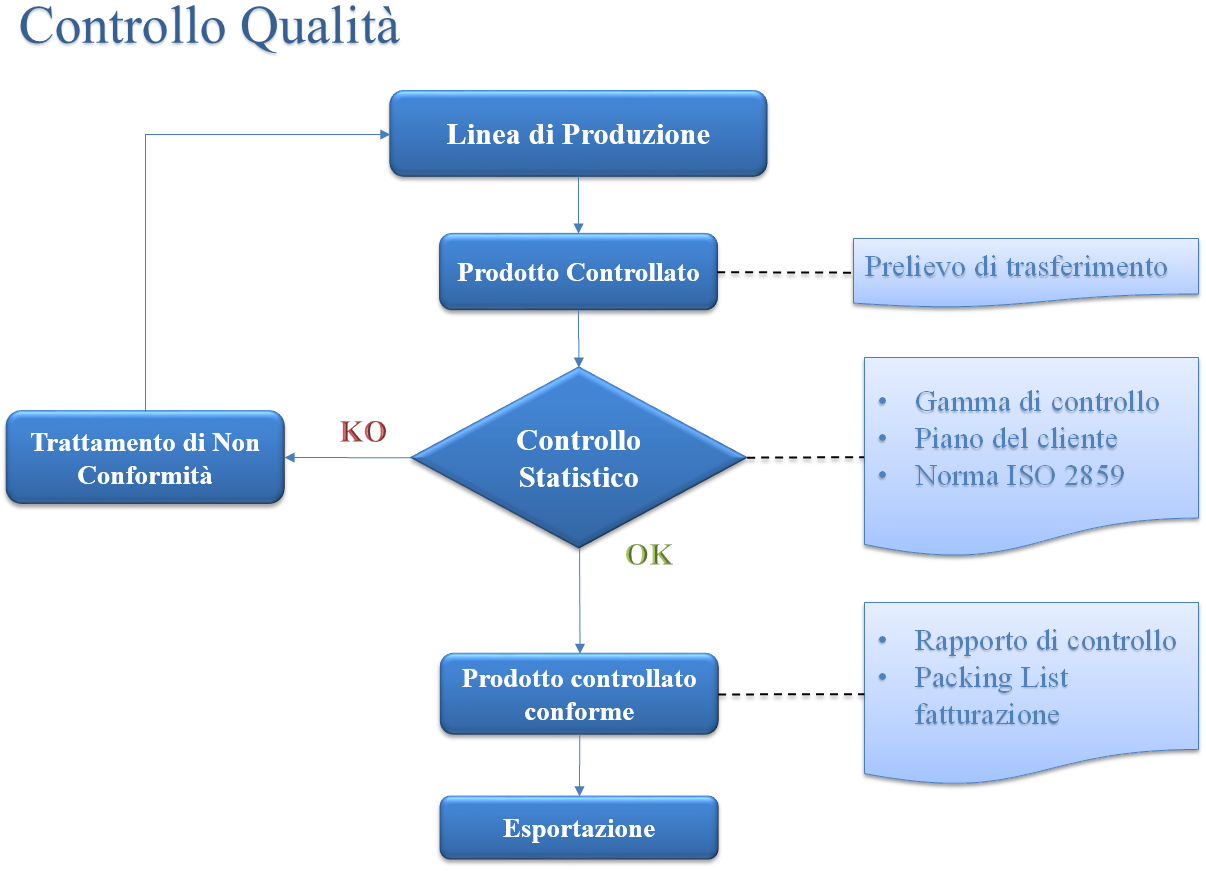 Controllo Qualità
Linea di Produzione
Prodotto Controllato
Prelievo di trasferimento
• Gamma di controllo
• Piano del cliente
• Norma ISO 2859
KO
Controllo
Statistico
Trattamento di Non
Conformità
OK
Prodotto controllato
conforme
• Rapporto di controllo
• Packing List
fatturazione
Esportazione